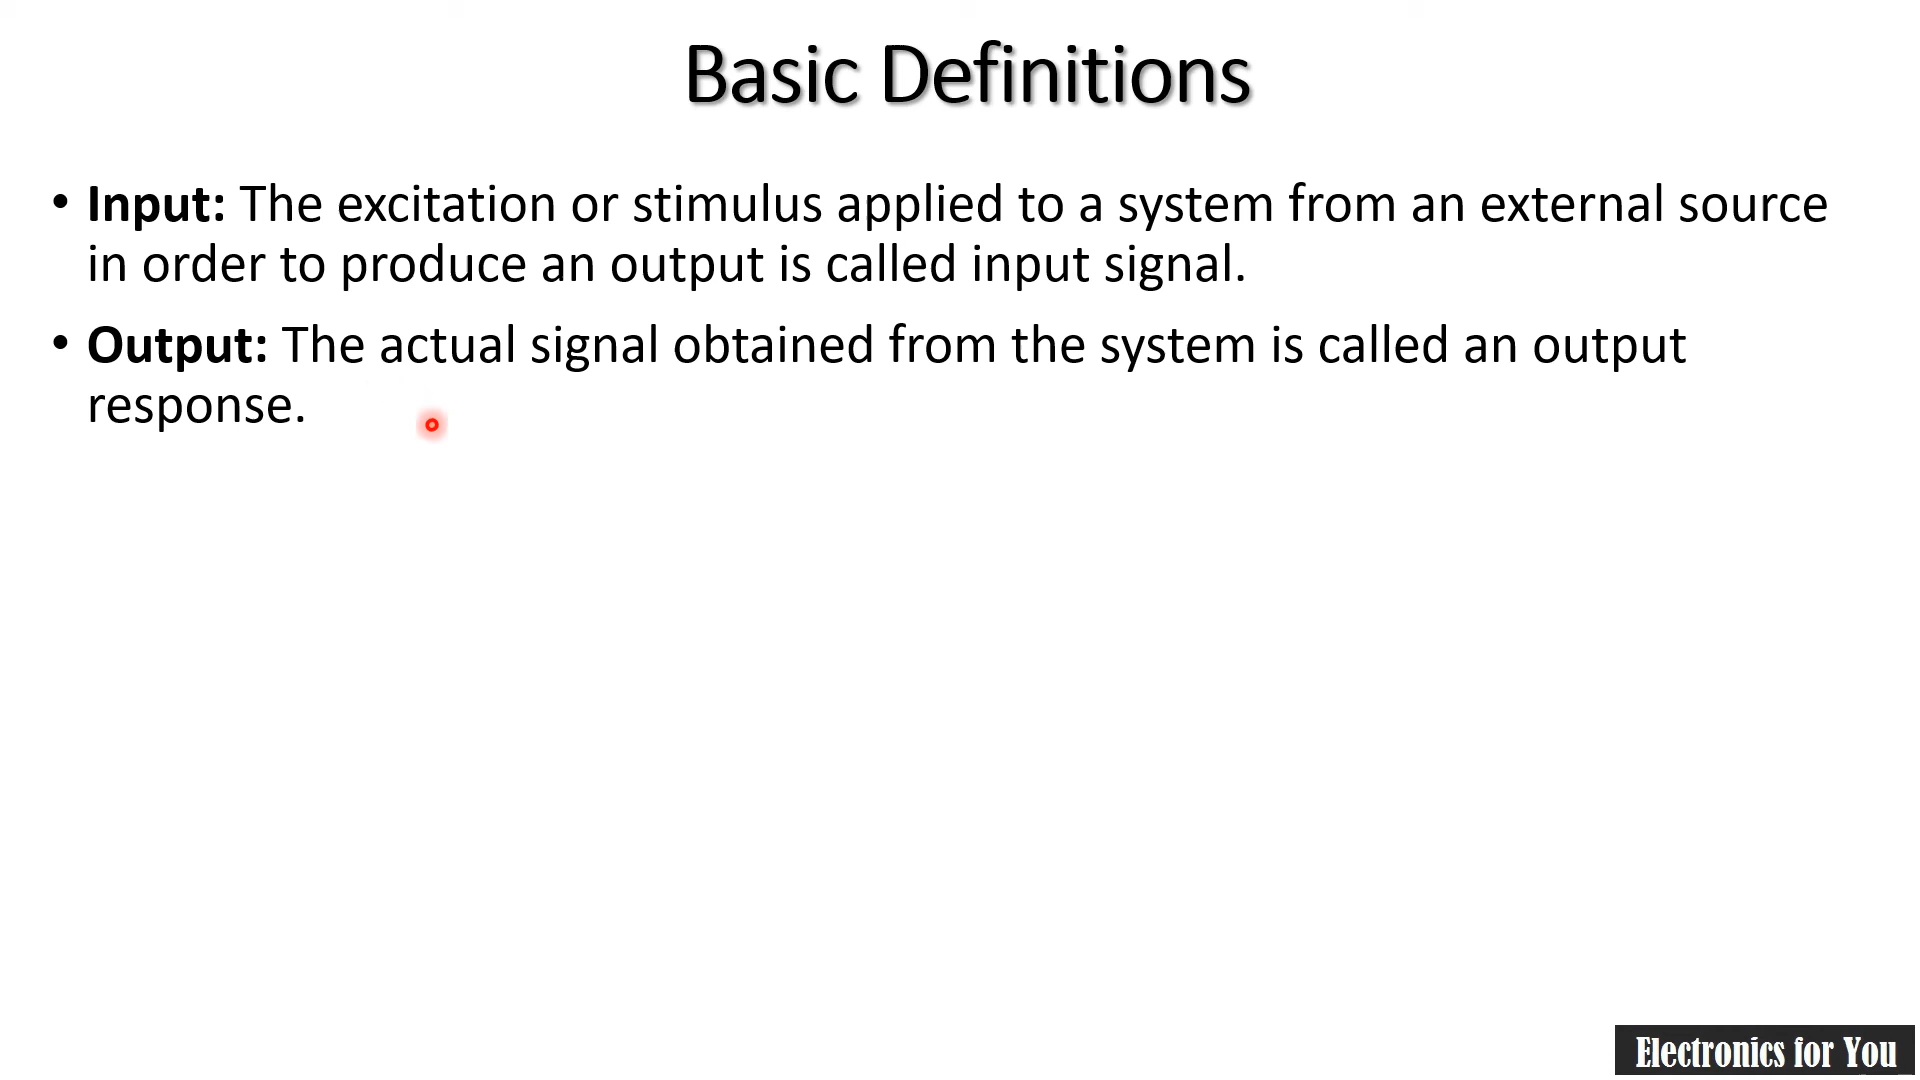 Basic Definitions
• Input: The excitation or stimulus applied to a system from an external source
in order to produce an output is called input signal.
• Output: The actual signal obtained from the system is called an output
response.
Electronics for You